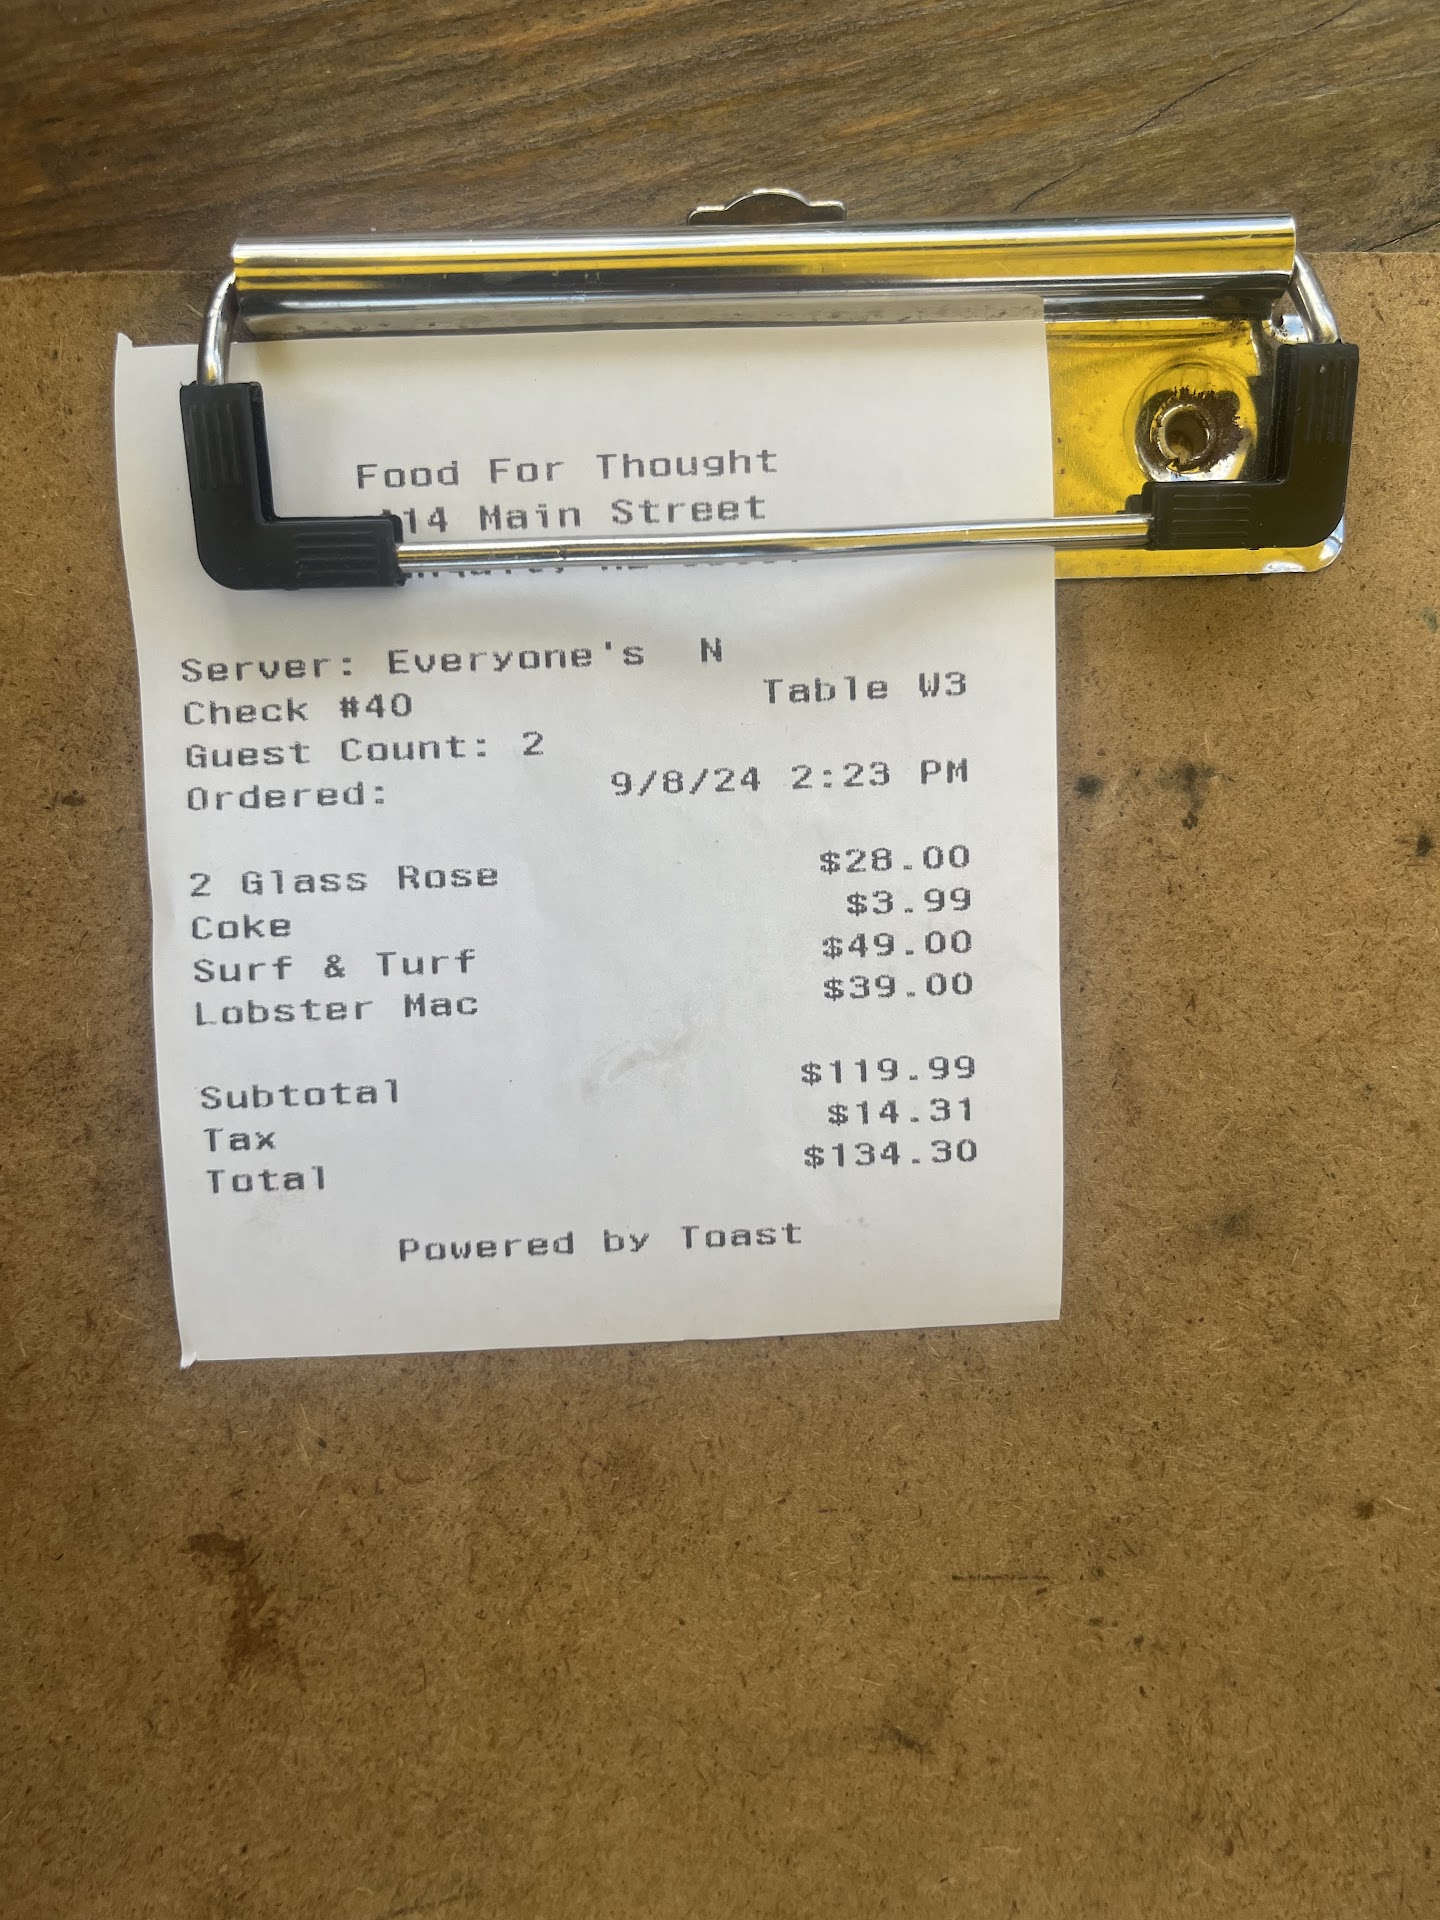 Food For Thought
114 Main Street
Server: Everyone's N
Check #40 Table W3
Guest Count: 2
Ordered: 9/8/24 2:23 PM
2 Glass Rose $28.00
Coke $3.99
Surf & Turf $49.00
Lobster Mac $39.00
Subtotal $119.99
Tax $14.31
Total $134.30
Powered by Toast